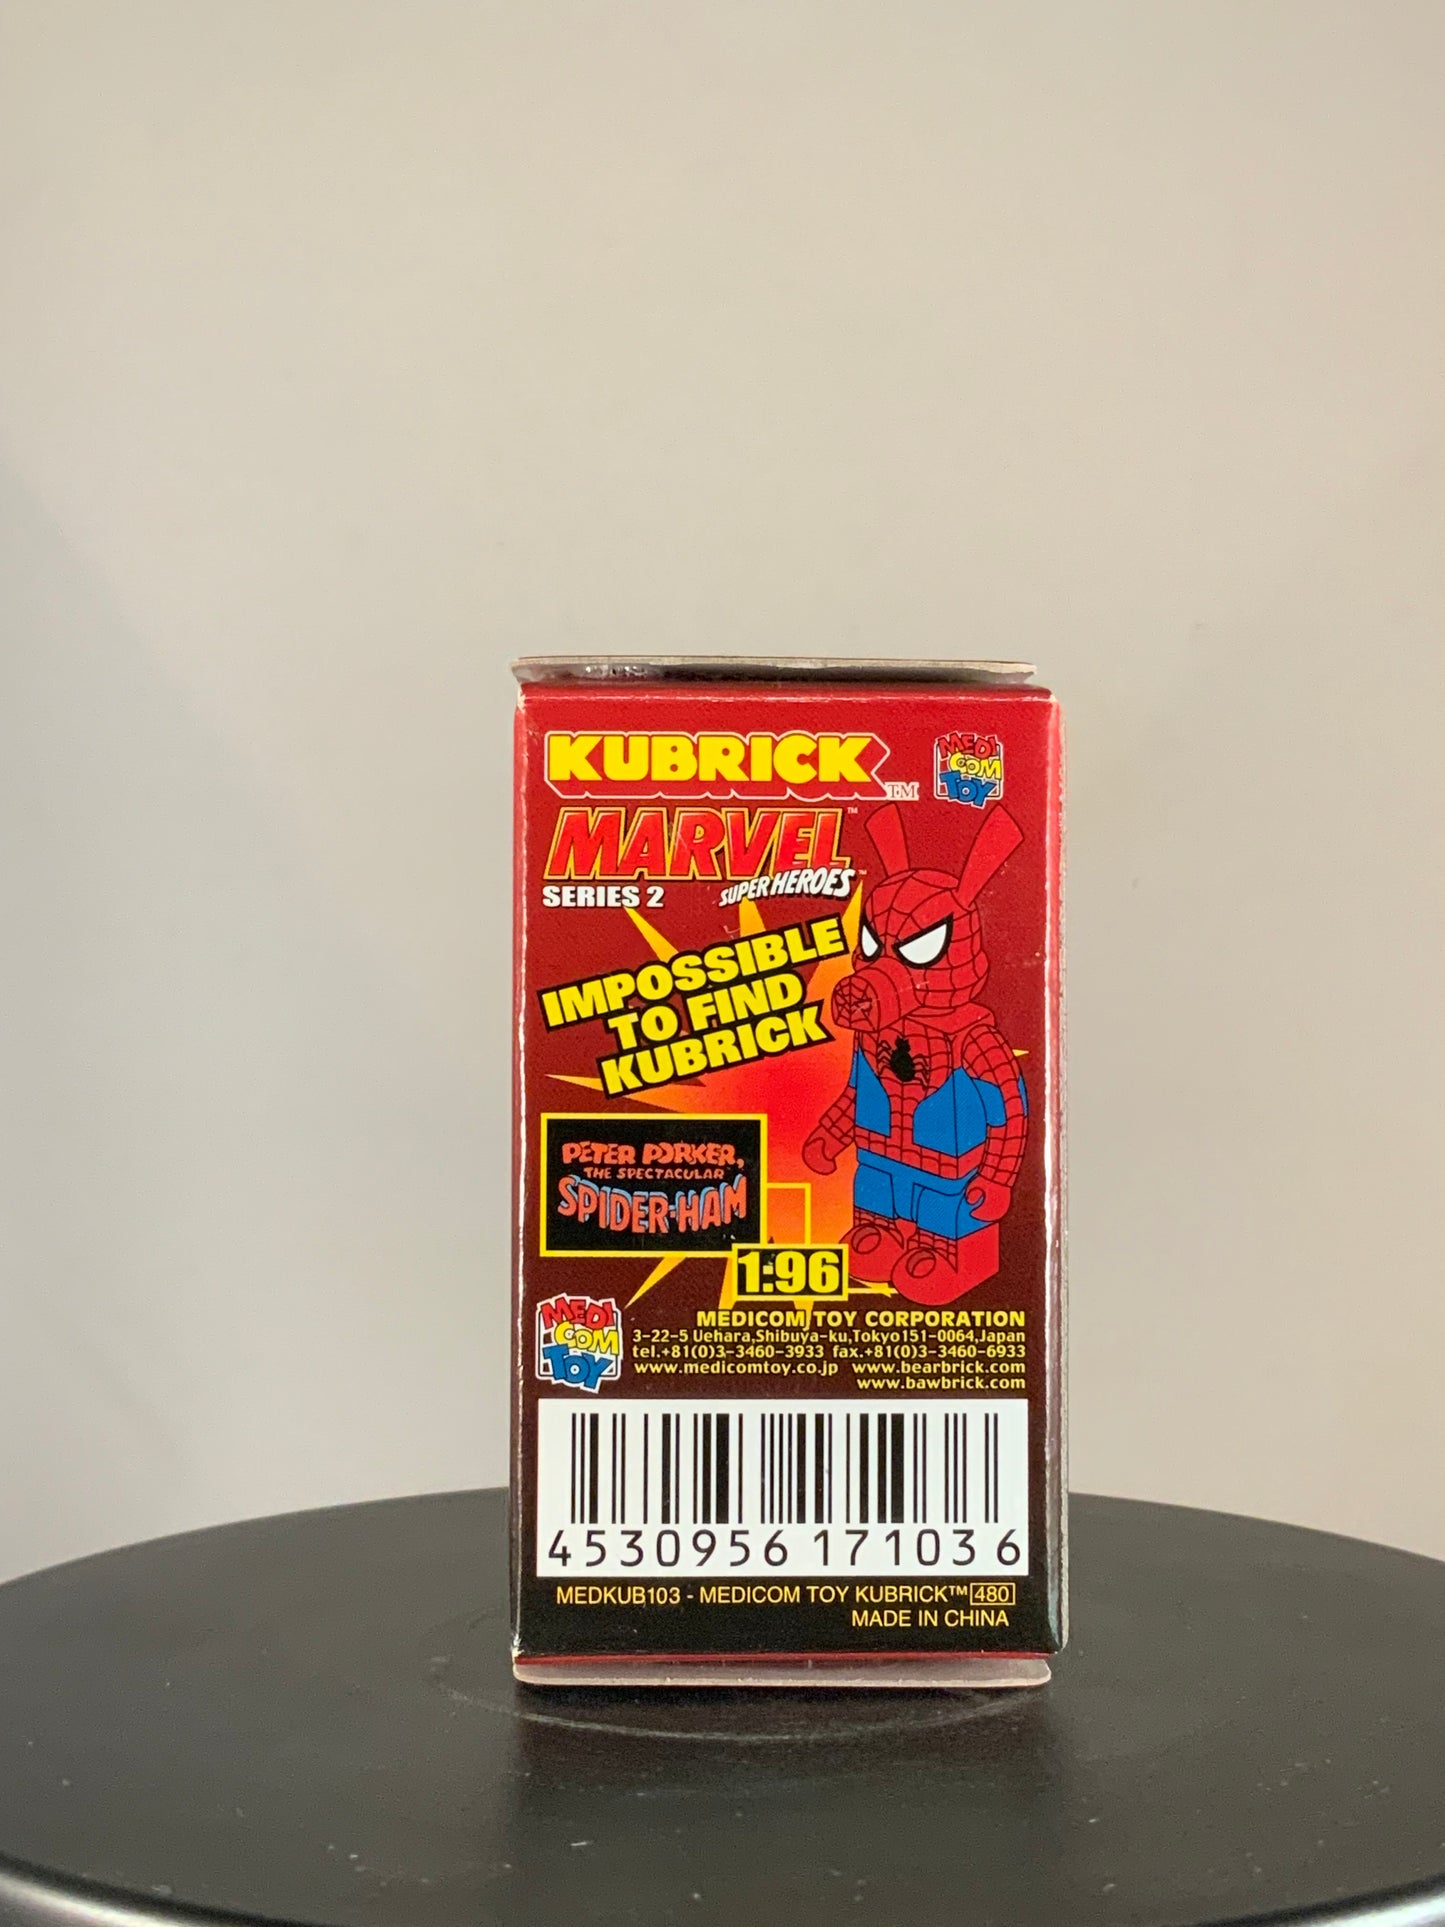 KUBRICK™
MEDI COM TOY
MARVEL™
SERIES 2 SUPER HEROES™
IMPOSSIBLE
TO FIND
KUBRICK
PETER PORKER,
THE SPECTACULAR
SPIDER-HAM
1:96
MEDI COM TOY
MEDICOM TOY CORPORATION
3-22-5 Uehara,Shibuya-ku,Tokyo151-0064,Japan
tel.+81(0)3-3460-3933 fax.+81(0)3-3460-6933
www.medicomtoy.co.jp www.bearbrick.com
www.bawbrick.com
4530956171036
MEDKUB103 - MEDICOM TOY KUBRICK™ 480
MADE IN CHINA